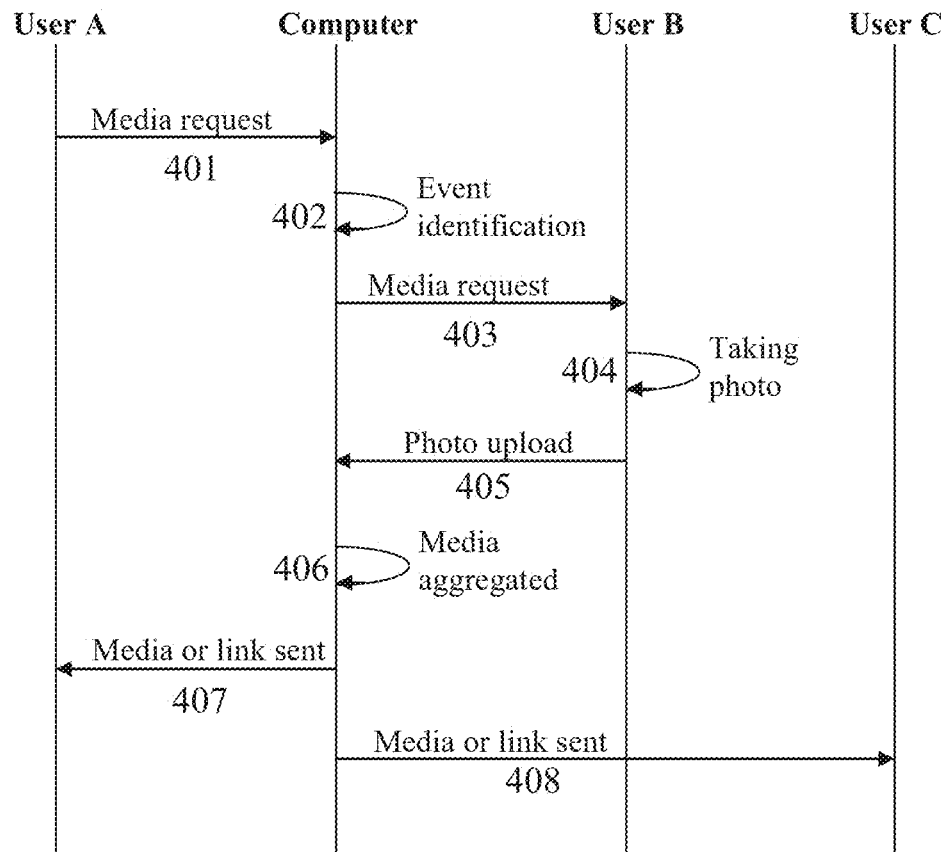 User A Computer User B User C
Media request
401
Event
402
identification
Media request
403
Taking
404
photo
Photo upload
405
Media
406
aggregated
Media or link sent
407
Media or link sent
408